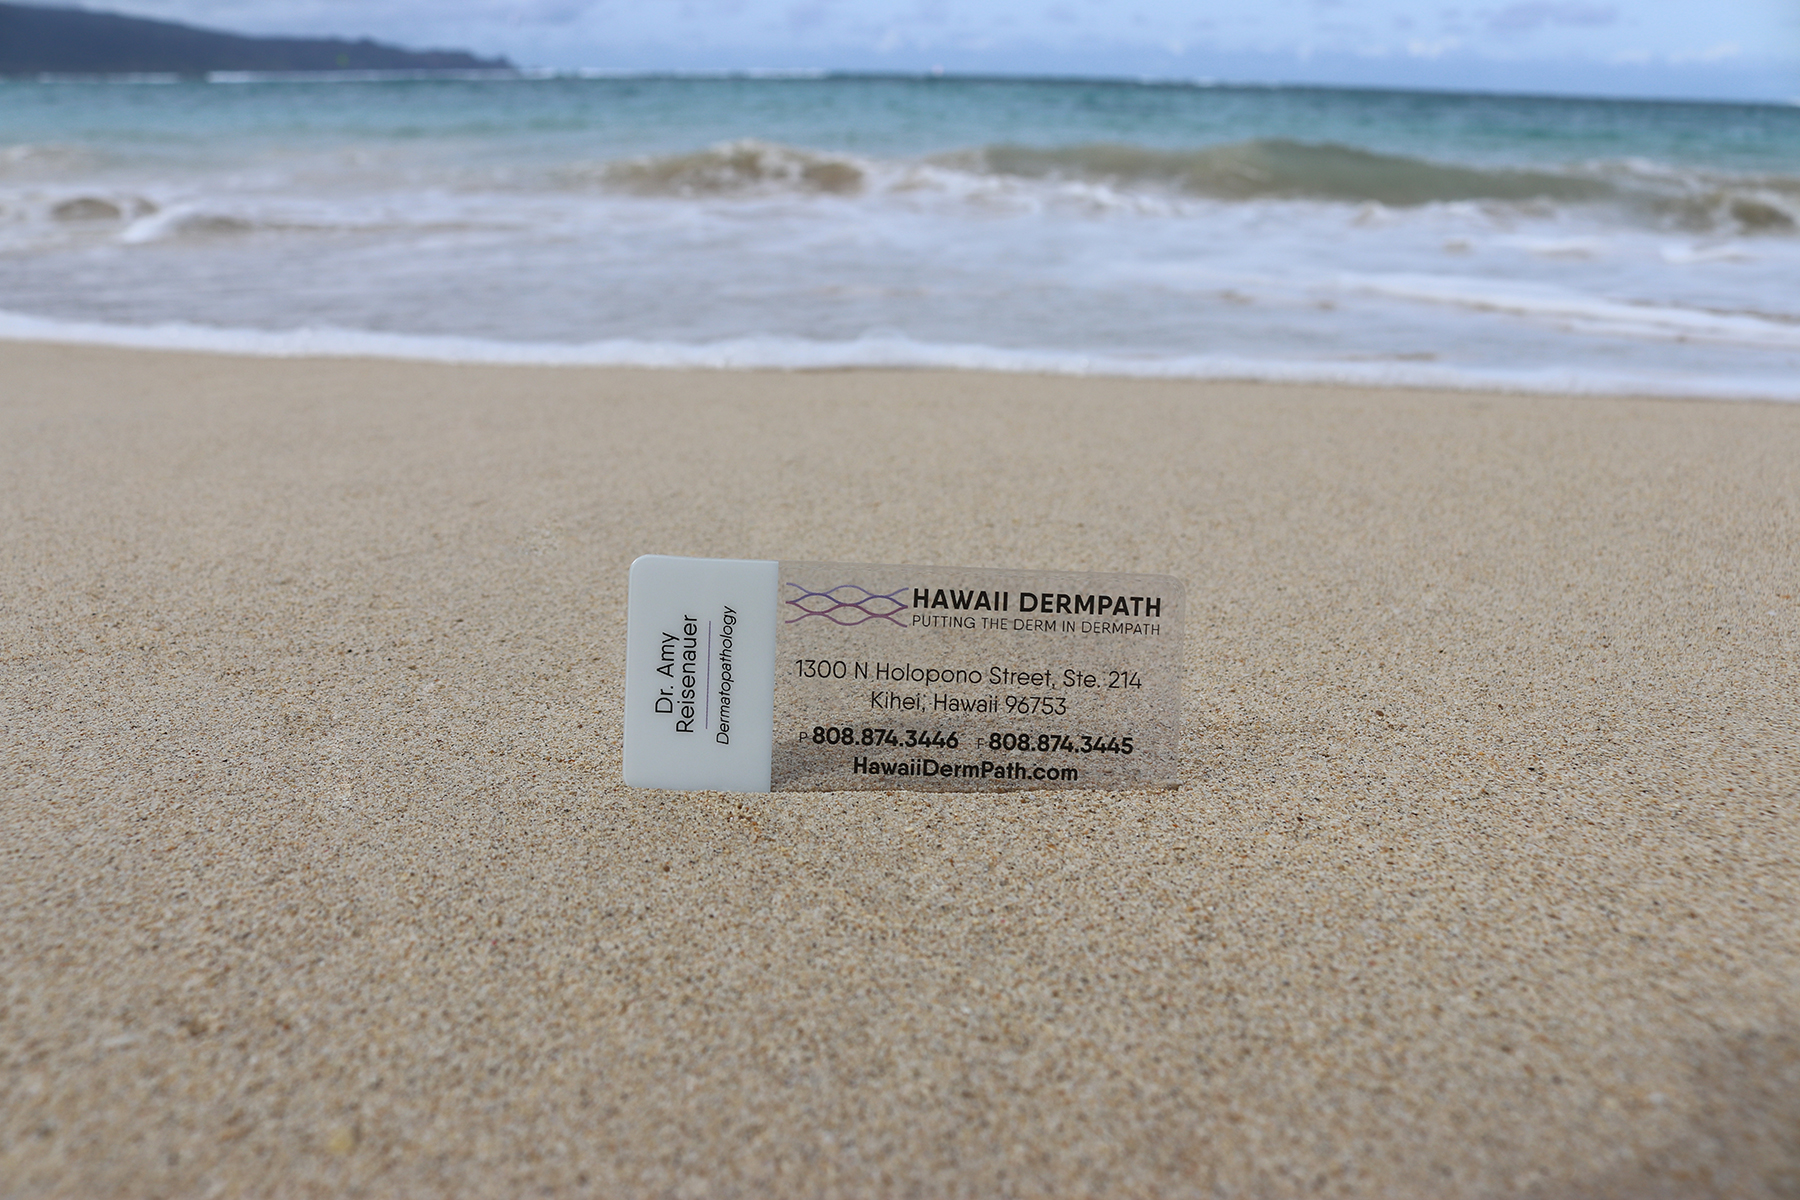 Dr. Amy
Reisenauer
Dermatopathology
HAWAII DERMPATH
PUTTING THE DERM IN DERMPATH
1300 N Holopono Street, Ste. 214
Kihei, Hawaii 96753
P 808.874.3446 F 808.874.3445
HawaiiDermPath.com